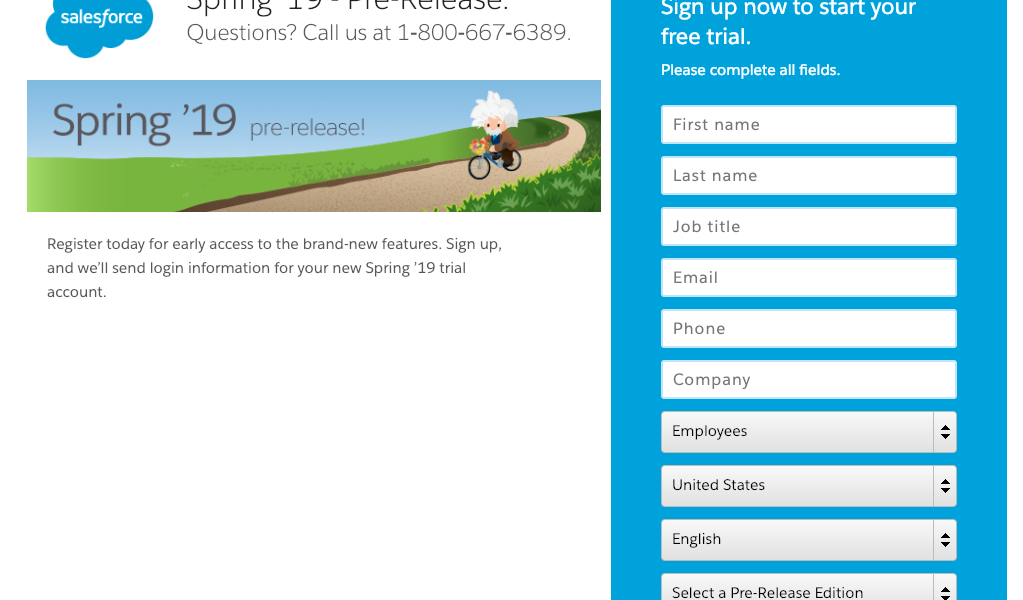 salesforce
Spring '19 - Pre-Release!
Questions? Call us at 1-800-667-6389.
Spring ’19 pre-release!
Register today for early access to the brand-new features. Sign up,
and we’ll send login information for your new Spring ’19 trial
account.
Sign up now to start your
free trial.
Please complete all fields.
First name
Last name
Job title
Email
Phone
Company
Employees
United States
English
Select a Pre-Release Edition